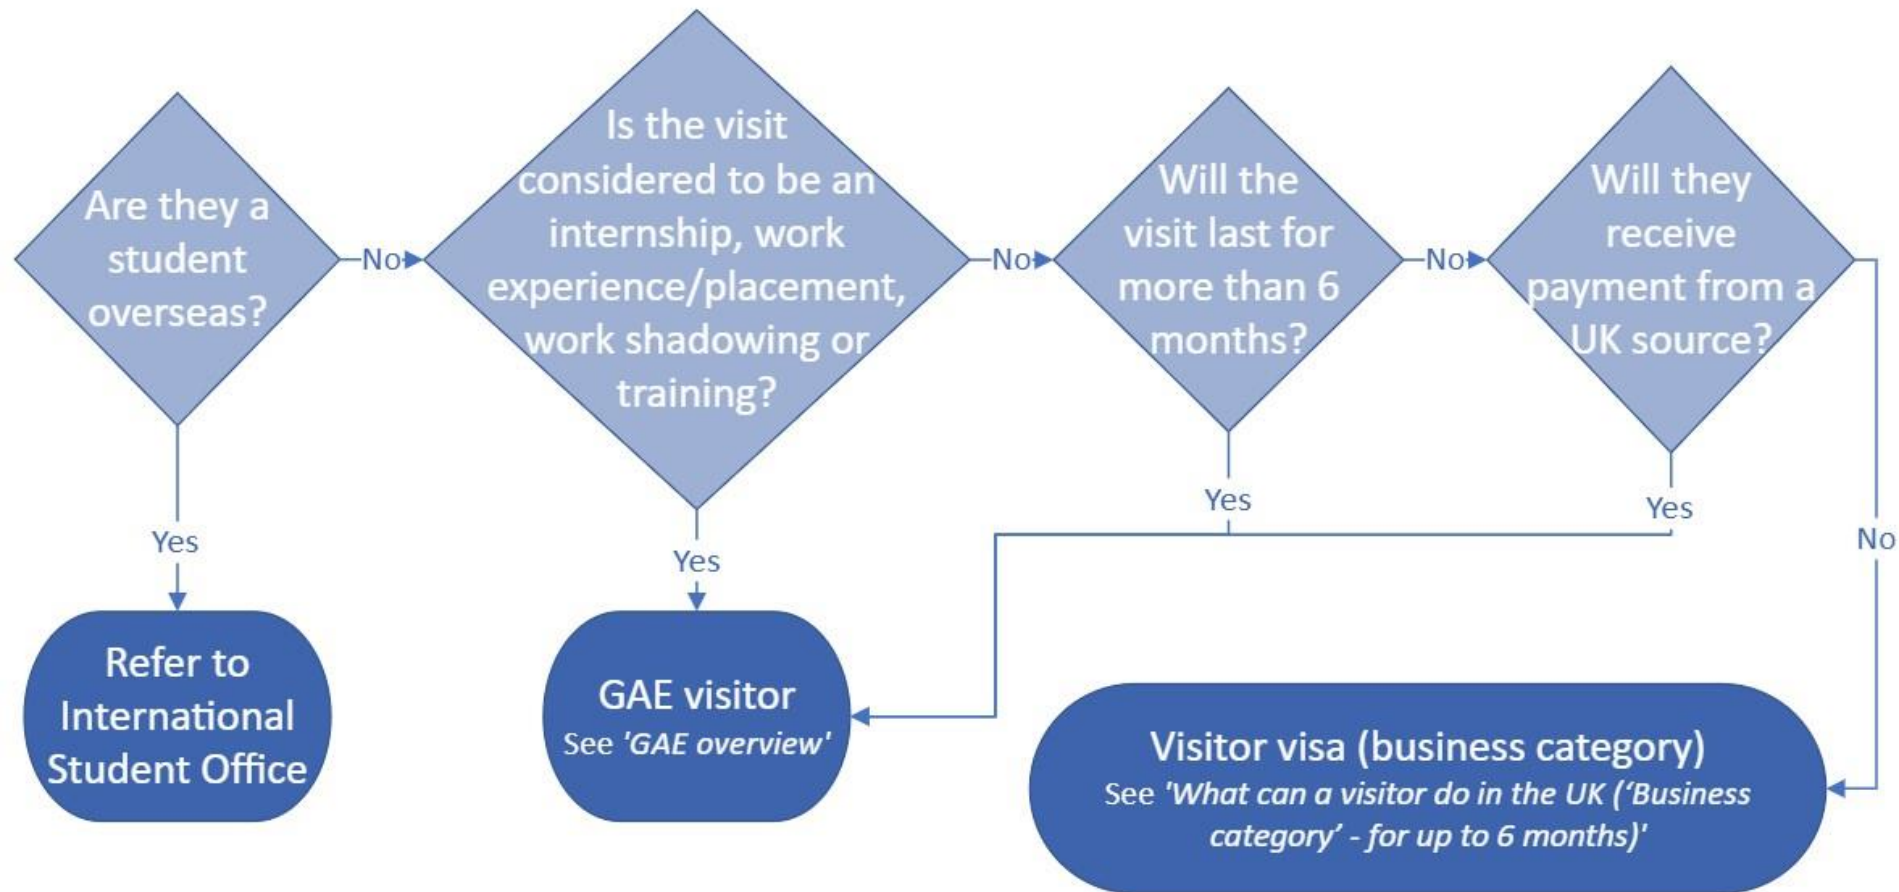 Are they a
student
overseas?
No
Is the visit
considered to be an
internship, work
experience/placement,
work shadowing or
training?
No
Will the
visit last for
more than 6
months?
No
Will they
receive
payment from a
UK source?
Yes
Yes
Yes
Yes
No
Refer to
International
Student Office
GAE visitor
See 'GAE overview'
Visitor visa (business category)
See 'What can a visitor do in the UK (‘Business
category’ - for up to 6 months)'